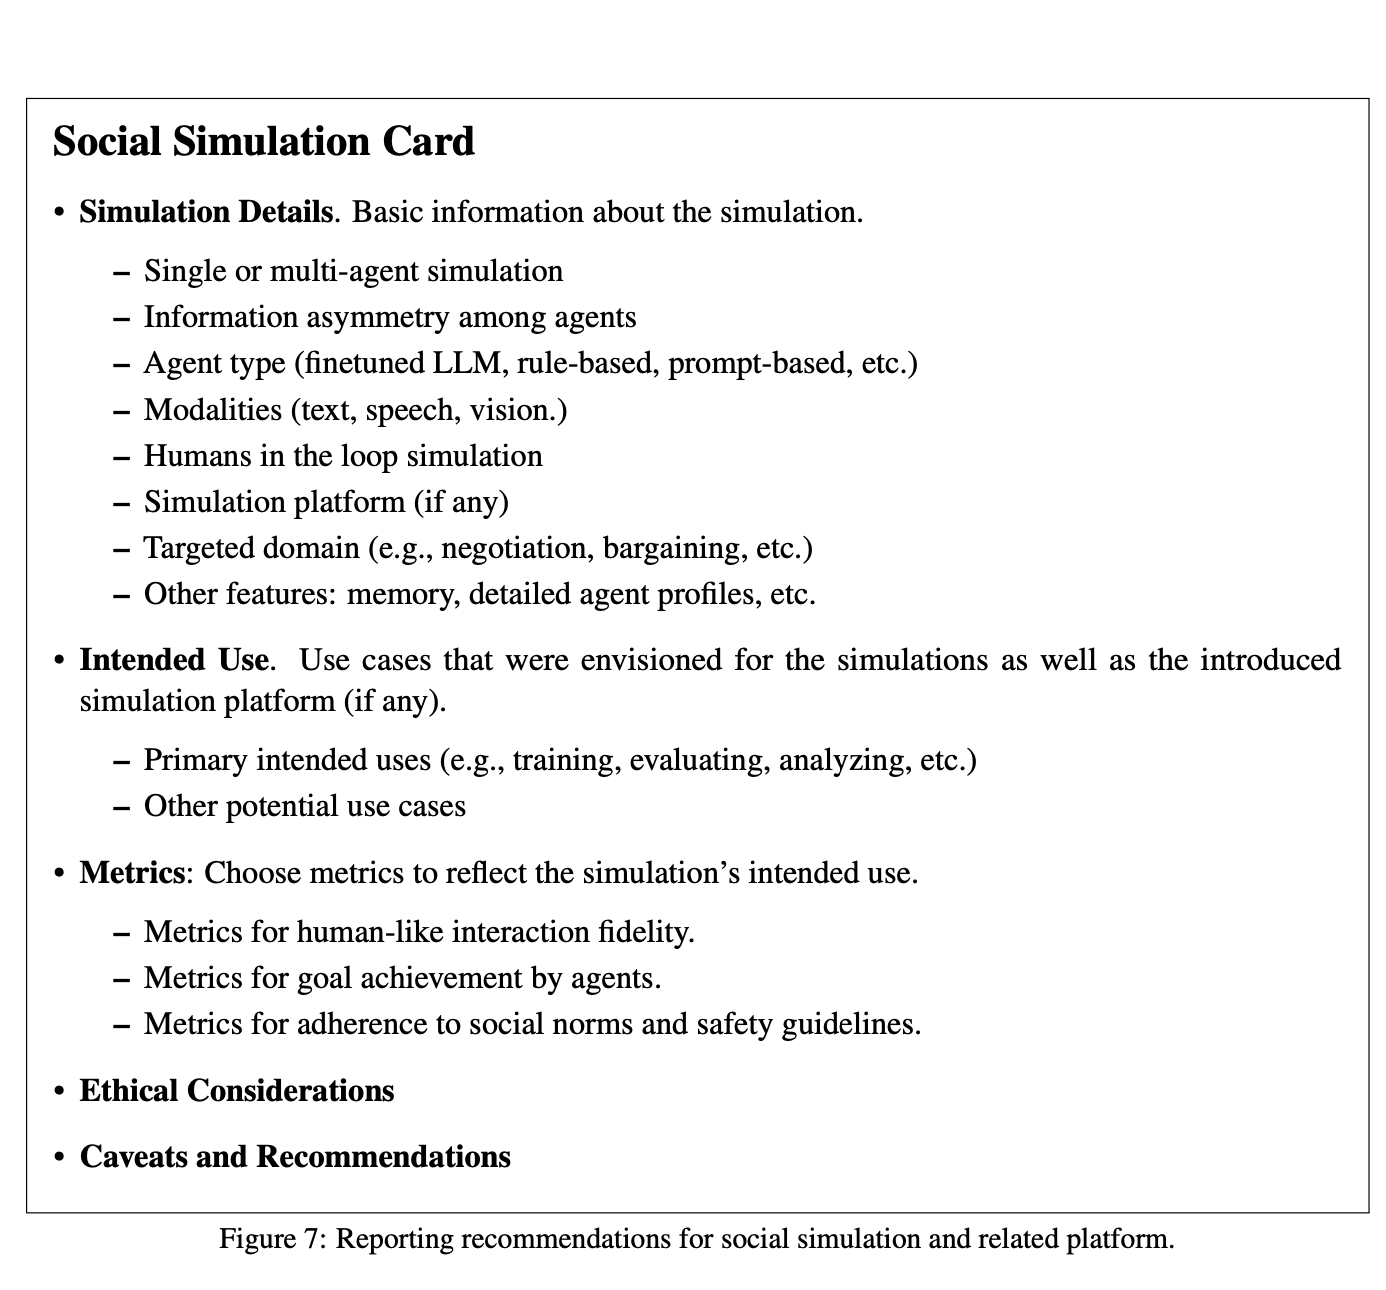 Social Simulation Card
• Simulation Details. Basic information about the simulation.
– Single or multi-agent simulation
– Information asymmetry among agents
– Agent type (finetuned LLM, rule-based, prompt-based, etc.)
– Modalities (text, speech, vision.)
– Humans in the loop simulation
– Simulation platform (if any)
– Targeted domain (e.g., negotiation, bargaining, etc.)
– Other features: memory, detailed agent profiles, etc.
• Intended Use. Use cases that were envisioned for the simulations as well as the introduced
simulation platform (if any).
– Primary intended uses (e.g., training, evaluating, analyzing, etc.)
– Other potential use cases
• Metrics: Choose metrics to reflect the simulation’s intended use.
– Metrics for human-like interaction fidelity.
– Metrics for goal achievement by agents.
– Metrics for adherence to social norms and safety guidelines.
• Ethical Considerations
• Caveats and Recommendations
Figure 7: Reporting recommendations for social simulation and related platform.